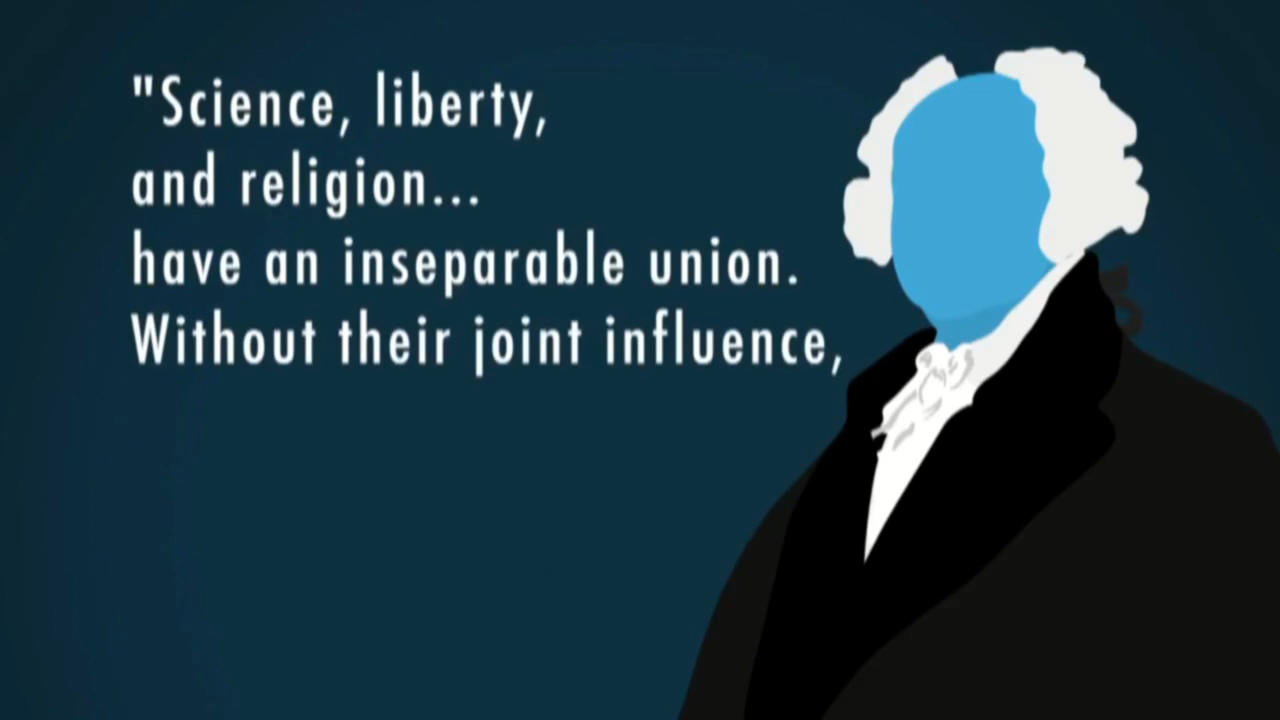 "Science, liberty,
and religion...
have an inseparable union.
Without their joint influence,